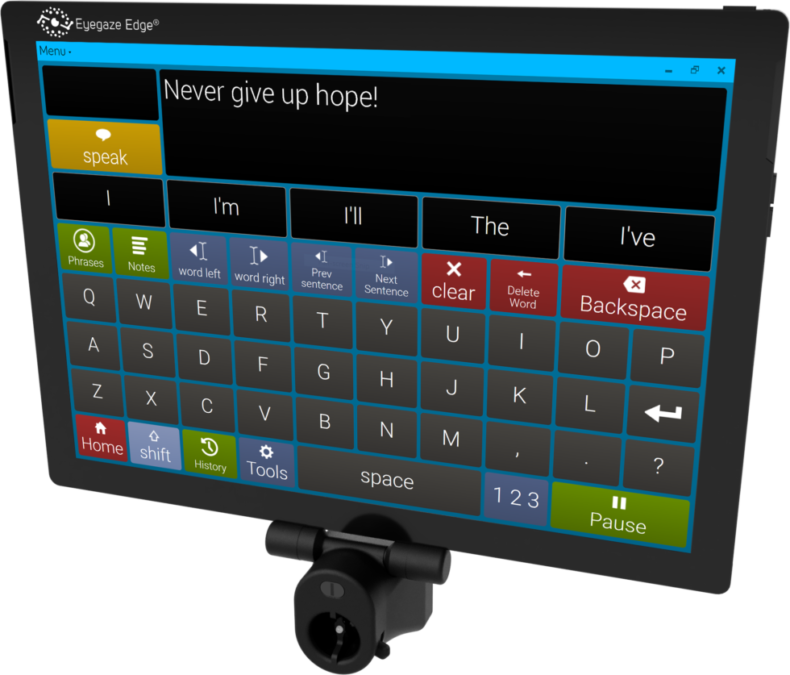 Eyegaze Edge®
Menu
Never give up hope!
speak
I I'm I'll The I've
Phrases Notes word left word right Prev sentence Next Sentence clear Delete Word Backspace
Q W E R T Y U I O P
A S D F G H J K L
Z X C V B N M , . ?
Home shift History Tools space 1 2 3 Pause